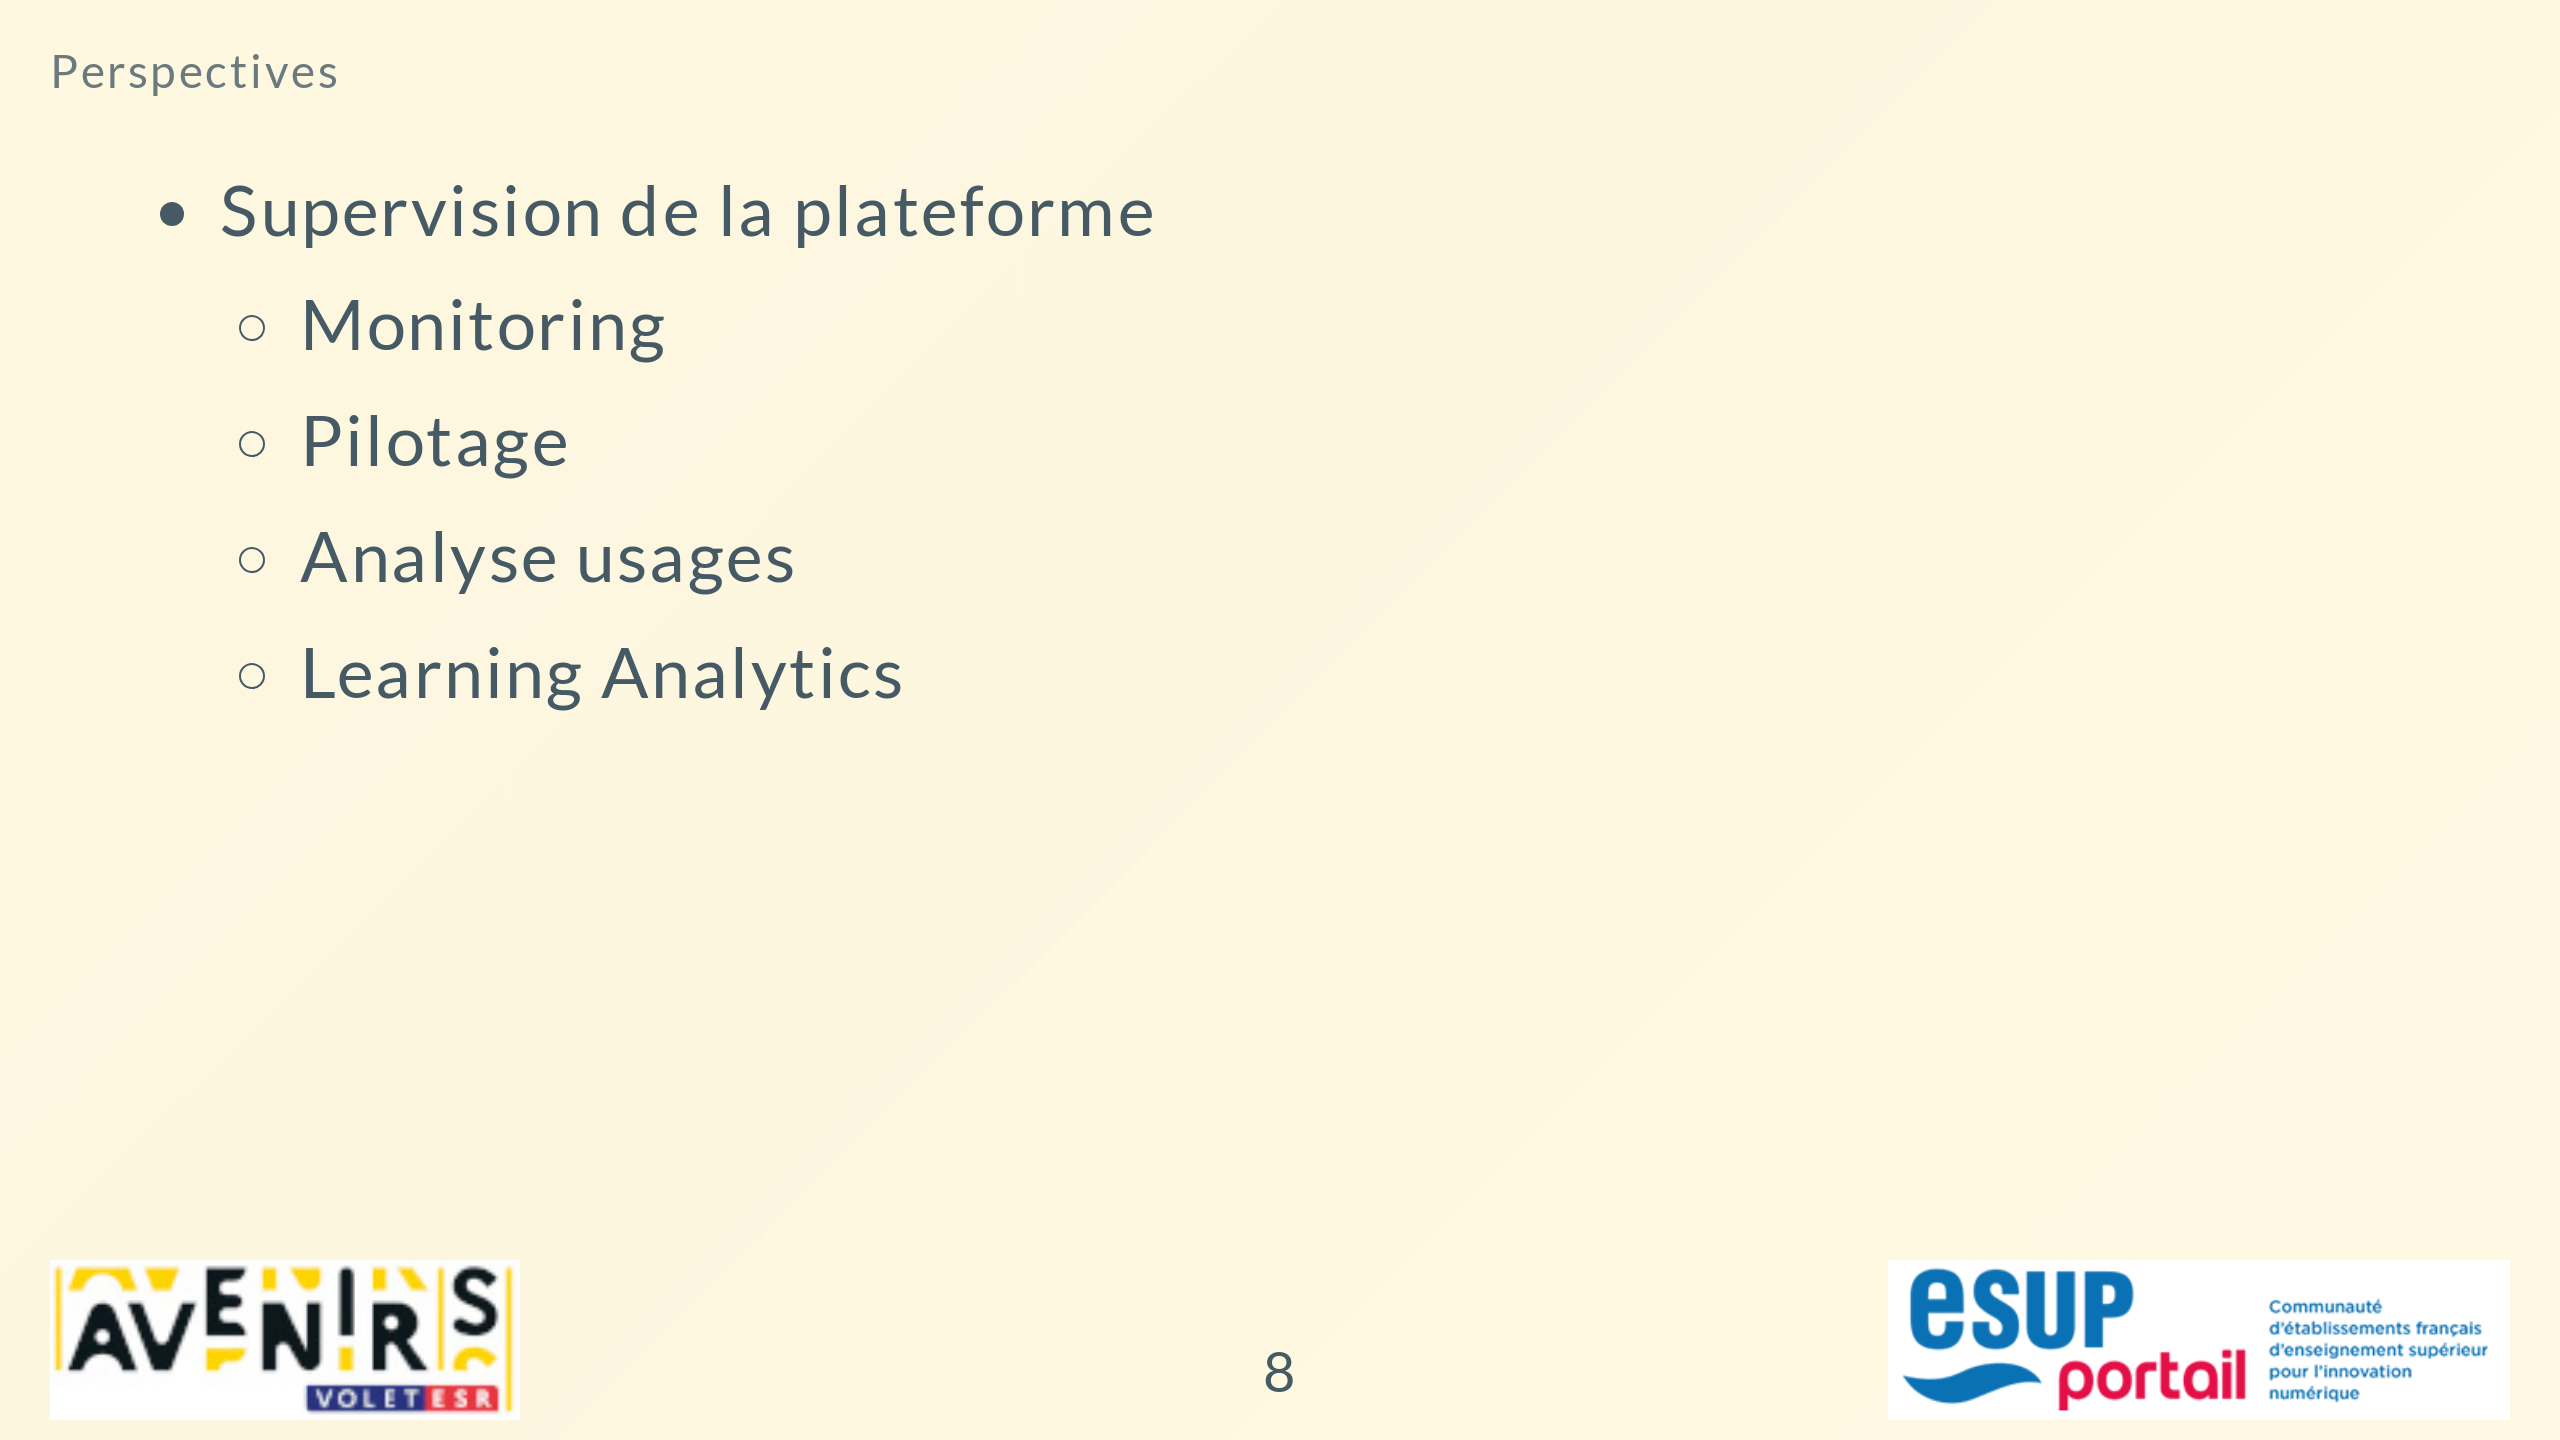 Perspectives
• Supervision de la plateforme
○ Monitoring
○ Pilotage
○ Analyse usages
○ Learning Analytics
AVENIRS
VOLET ESR
8
esup
portail
Communauté
d'établissements français
d'enseignement supérieur
pour l'innovation
numérique